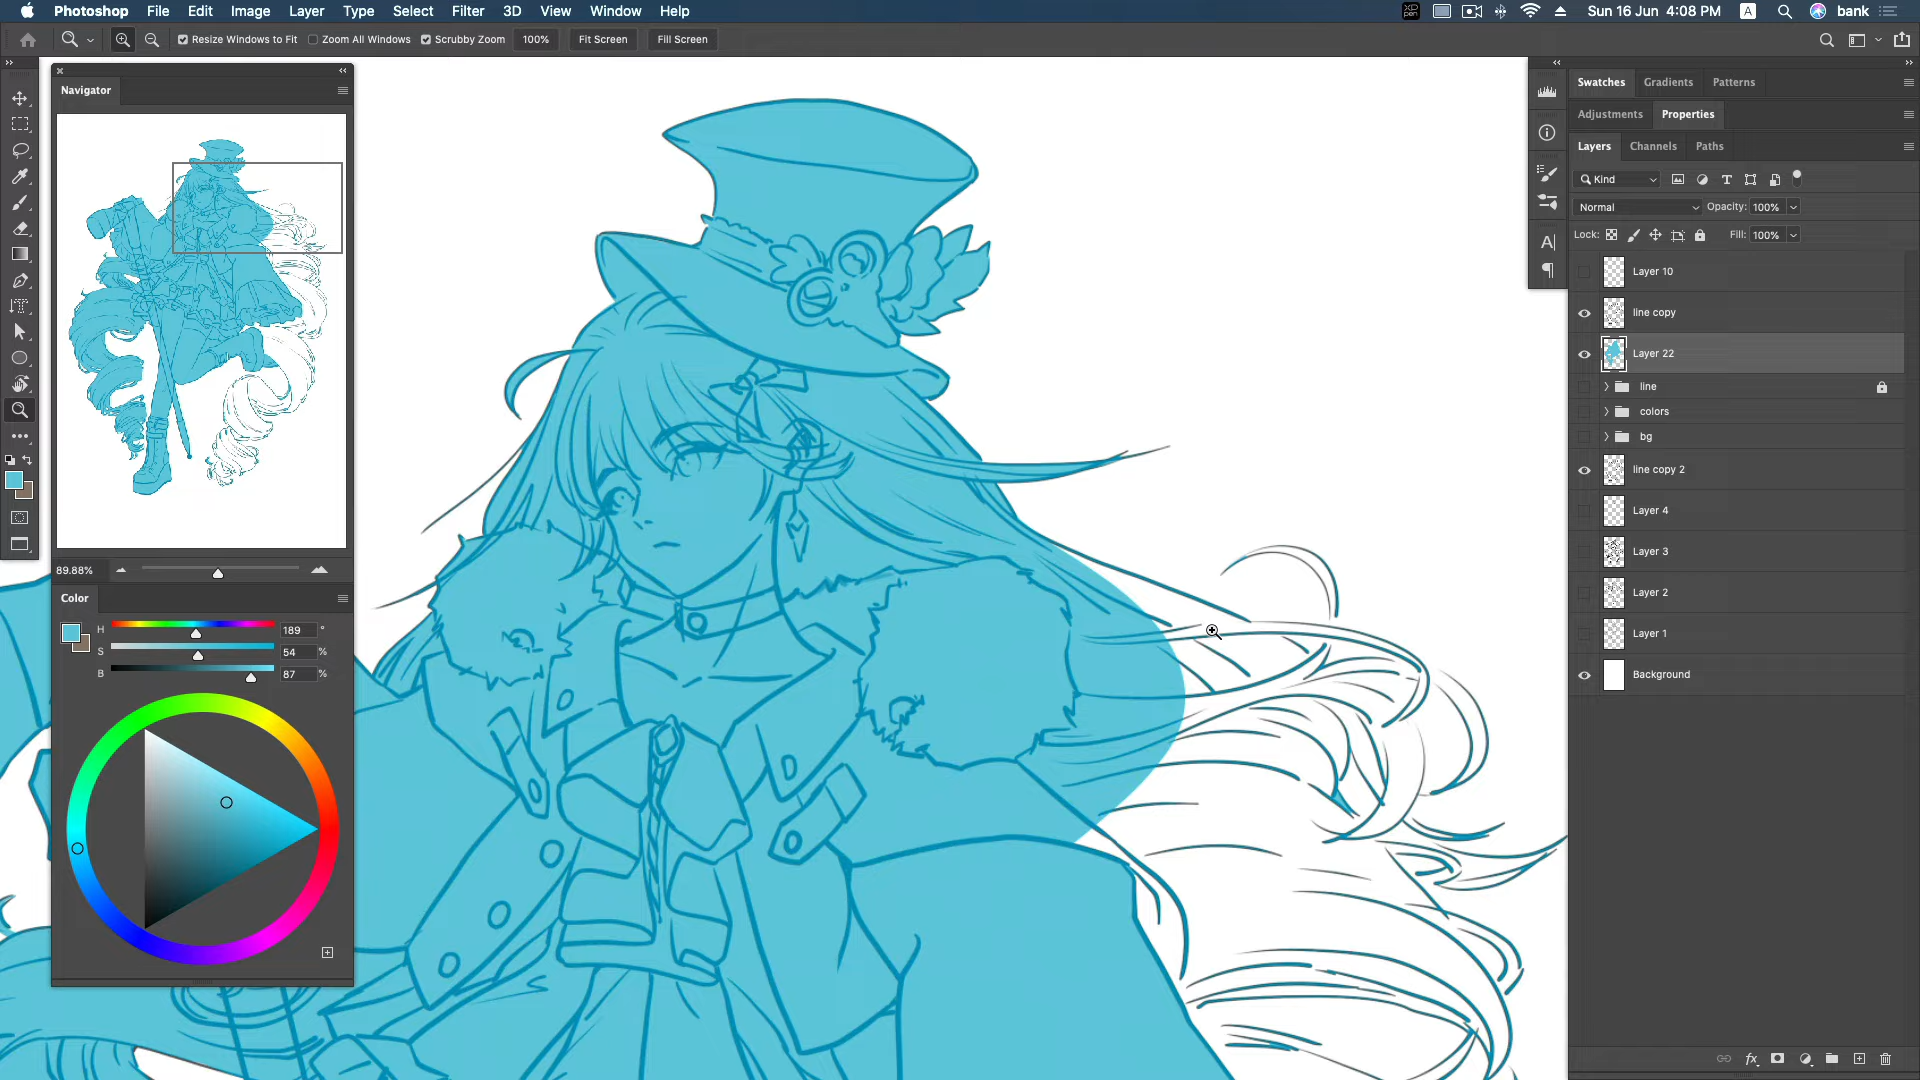 Photoshop File Edit Image Layer Type Select Filter 3D View Window Help
XD pen Sun 16 Jun 4:08 PM A bank
Resize Windows to Fit Zoom All Windows Scrubby Zoom 100% Fit Screen Fill Screen
Navigator
89.88%
Color
H 189 °
S 54 %
B 87 %
Swatches Gradients Patterns
Adjustments Properties
Layers Channels Paths
Kind
Normal Opacity: 100%
Lock: Fill: 100%
Layer 10
line copy
Layer 22
line
colors
bg
line copy 2
Layer 4
Layer 3
Layer 2
Layer 1
Background
fx